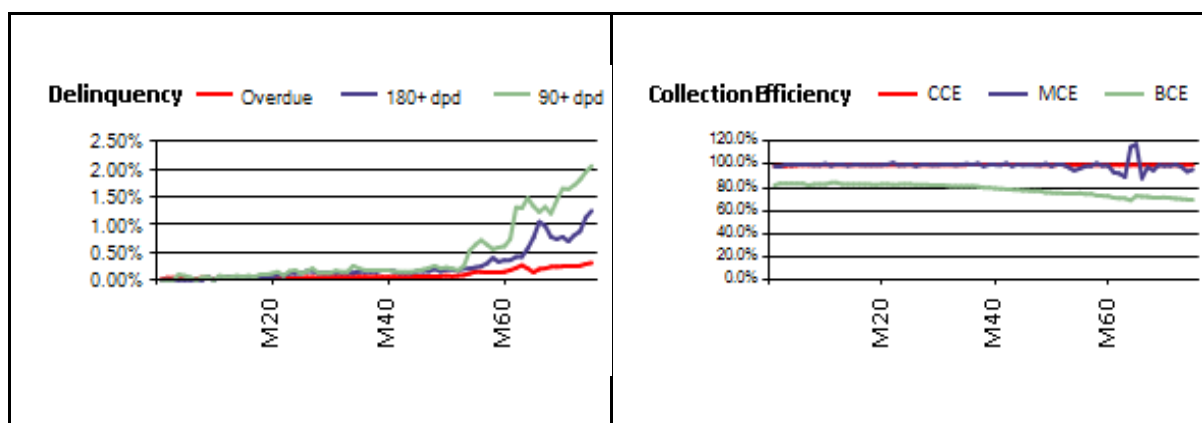 Delinquency Overdue 180+ dpd 90+ dpd
2.50%
2.00%
1.50%
1.00%
0.50%
0.00%
M20
M40
M60
CollectionEfficiency CCE MCE BCE
120.0%
100.0%
80.0%
60.0%
40.0%
20.0%
0.0%
M20
M40
M60